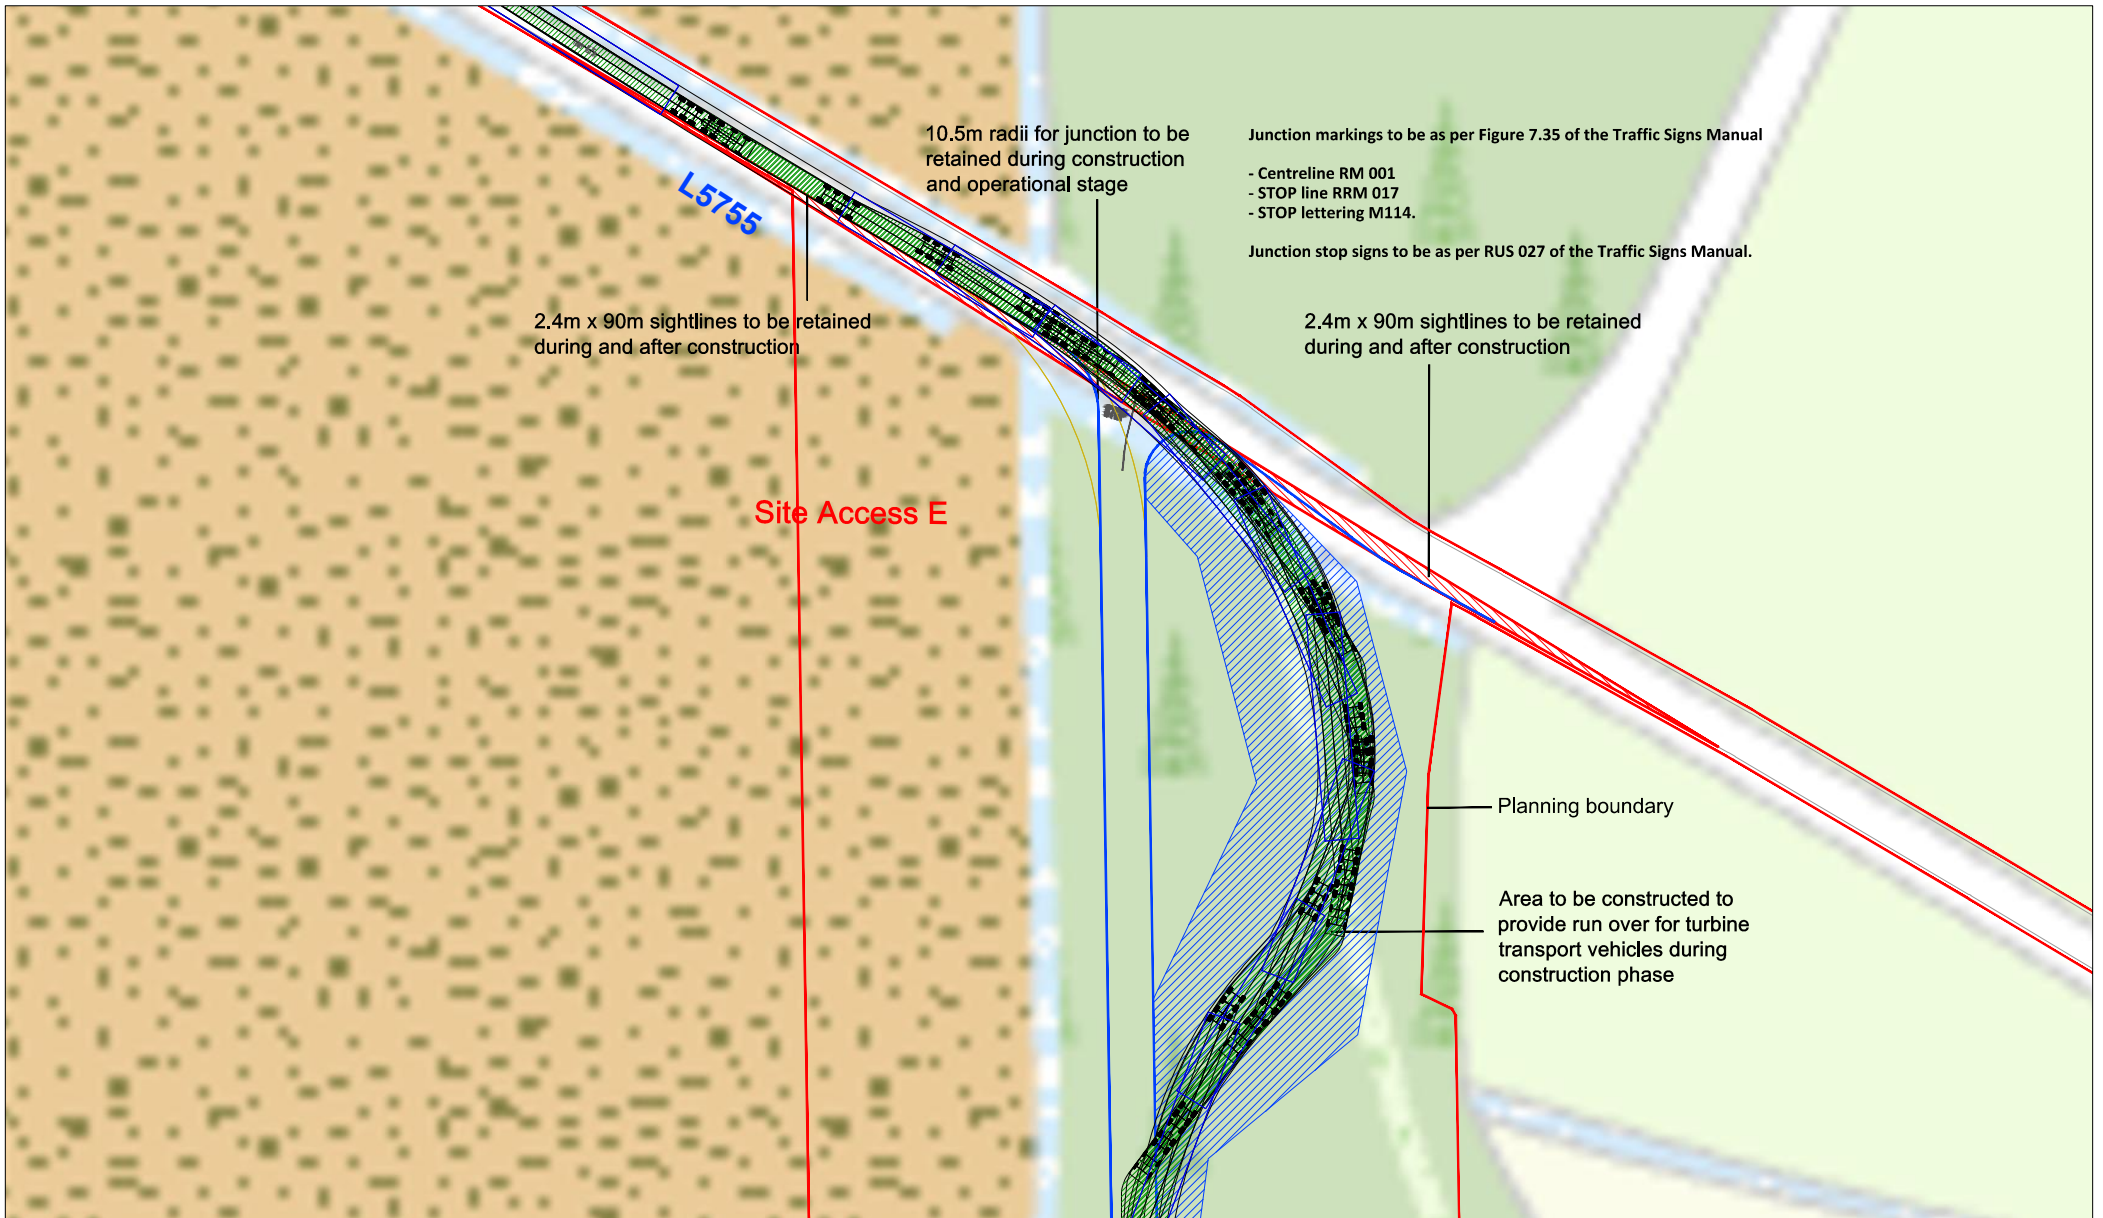 10.5m radii for junction to be
retained during construction
and operational stage
Junction markings to be as per Figure 7.35 of the Traffic Signs Manual
- Centreline RM 001
- STOP line RRM 017
- STOP lettering M114.
Junction stop signs to be as per RUS 027 of the Traffic Signs Manual.
L5755
2.4m x 90m sightlines to be retained
during and after construction
2.4m x 90m sightlines to be retained
during and after construction
Site Access E
Planning boundary
Area to be constructed to
provide run over for turbine
transport vehicles during
construction phase